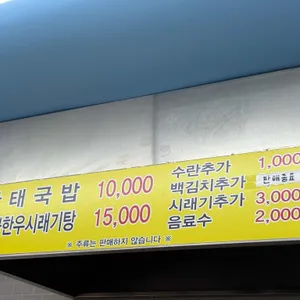 태국밥 10,000
한우시래기탕 15,000
수란추가 1,000
백김치추가 판매종료
시래기추가 3,000
음료수 2,000
※ 주류는 판매하지 않습니다 ※